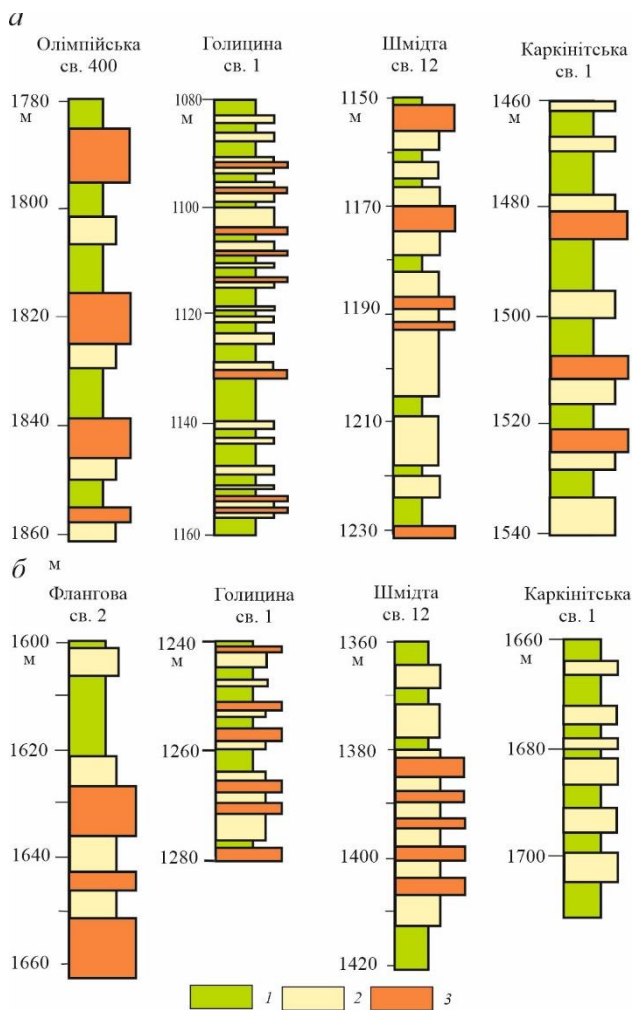 а
Олімпійська
св. 400
1780
м
1800
1820
1840
1860
Голицина
св. 1
1080
1100
1120
1140
1160
Шмідта
св. 12
1150
м
1170
1190
1210
1230
Каркінітська
св. 1
1460
м
1480
1500
1520
1540
б
м
Флангова
св. 2
1600
м
1620
1640
1660
Голицина
св. 1
1240
м
1260
1280
Шмідта
св. 12
1360
м
1380
1400
1420
Каркінітська
св. 1
1660
м
1680
1700
1
2
3